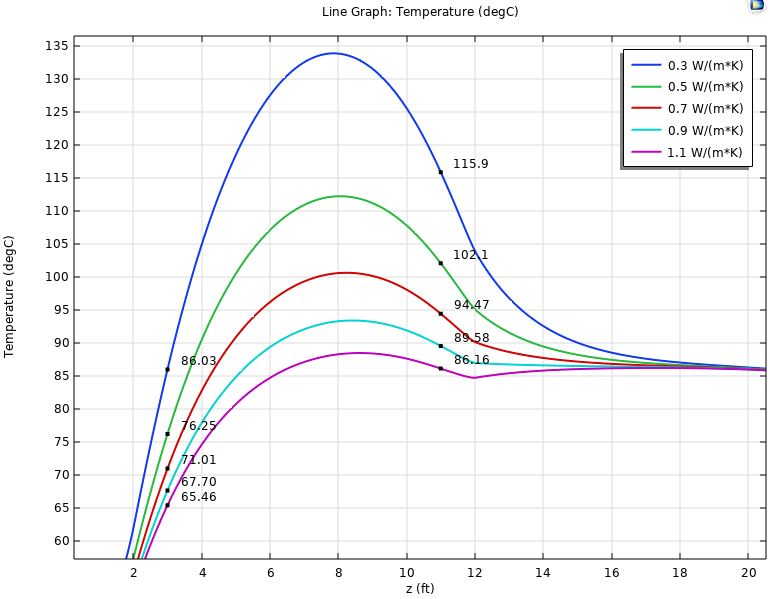 Line Graph: Temperature (degC)
135
130
125
120
115
110
105
100
95
90
85
80
75
70
65
60
Temperature (degC)
0.3 W/(m*K)
0.5 W/(m*K)
0.7 W/(m*K)
0.9 W/(m*K)
1.1 W/(m*K)
115.9
102.1
94.47
89.58
86.16
86.03
76.25
71.01
67.70
65.46
2 4 6 8 10 12 14 16 18 20
z (ft)